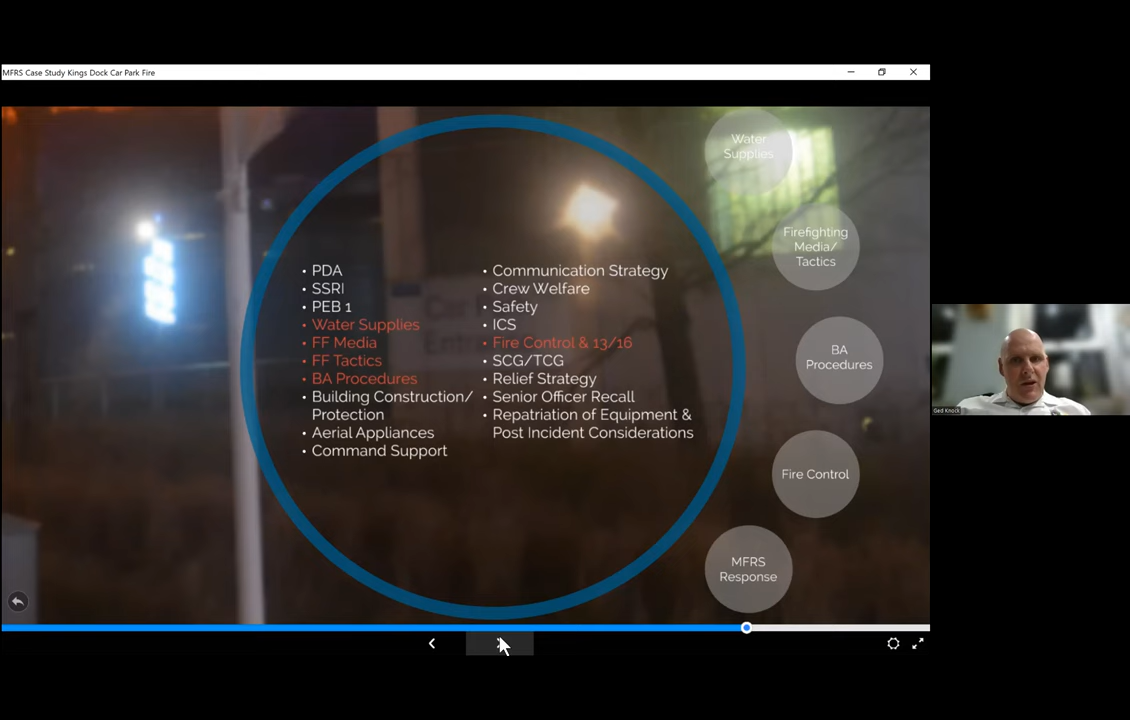 MFRS Case Study Kings Dock Car Park Fire
• PDA
• SSRI
• PEB 1
• Water Supplies
• FF Media
• FF Tactics
• BA Procedures
• Building Construction/
Protection
• Aerial Appliances
• Command Support
• Communication Strategy
• Crew Welfare
• Safety
• ICS
• Fire Control & 13/16
• SCG/TCG
• Relief Strategy
• Senior Officer Recall
• Repatriation of Equipment &
Post Incident Considerations
Water
Supplies
Firefighting
Media/
Tactics
BA
Procedures
Fire Control
MFRS
Response
Ged Knock